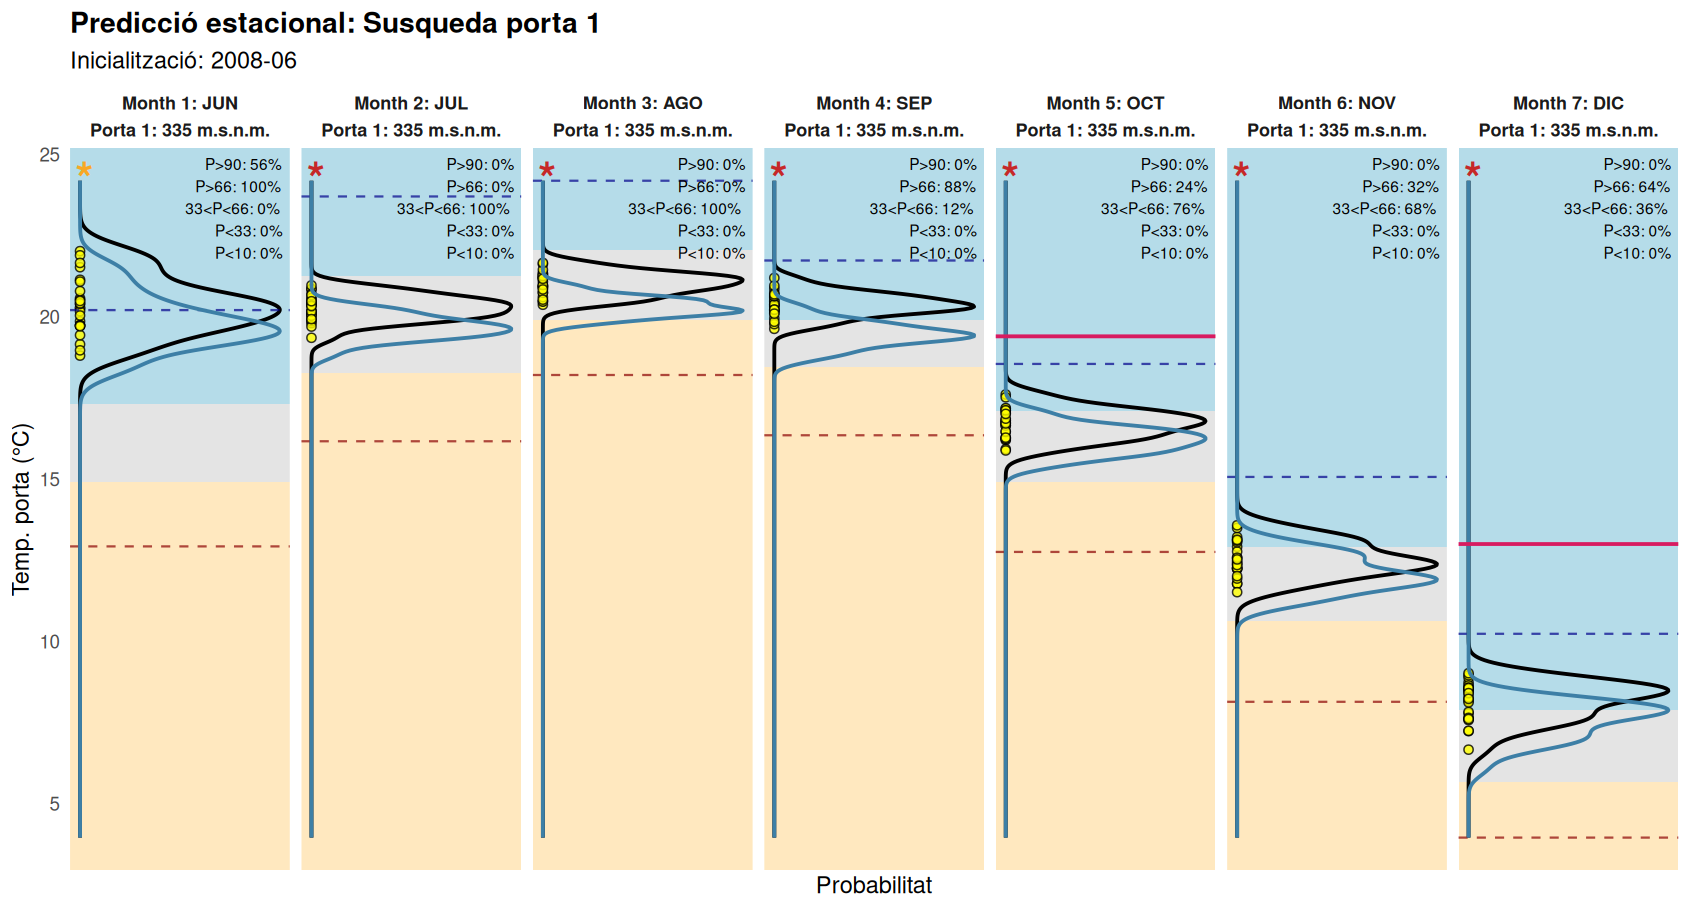 Predicció estacional: Susqueda porta 1
Inicialització: 2008-06
Month 1: JUN
Porta 1: 335 m.s.n.m.
P>90: 56%
P>66: 100%
33<P<66: 0%
P<33: 0%
P<10: 0%
Month 2: JUL
Porta 1: 335 m.s.n.m.
P>90: 0%
P>66: 0%
33<P<66: 100%
P<33: 0%
P<10: 0%
Month 3: AGO
Porta 1: 335 m.s.n.m.
P>90: 0%
P>66: 0%
33<P<66: 100%
P<33: 0%
P<10: 0%
Month 4: SEP
Porta 1: 335 m.s.n.m.
P>90: 0%
P>66: 88%
33<P<66: 12%
P<33: 0%
P<10: 0%
Month 5: OCT
Porta 1: 335 m.s.n.m.
P>90: 0%
P>66: 24%
33<P<66: 76%
P<33: 0%
P<10: 0%
Month 6: NOV
Porta 1: 335 m.s.n.m.
P>90: 0%
P>66: 32%
33<P<66: 68%
P<33: 0%
P<10: 0%
Month 7: DIC
Porta 1: 335 m.s.n.m.
P>90: 0%
P>66: 64%
33<P<66: 36%
P<33: 0%
P<10: 0%
Temp. porta (°C)
25
20
15
10
5
Probabilitat